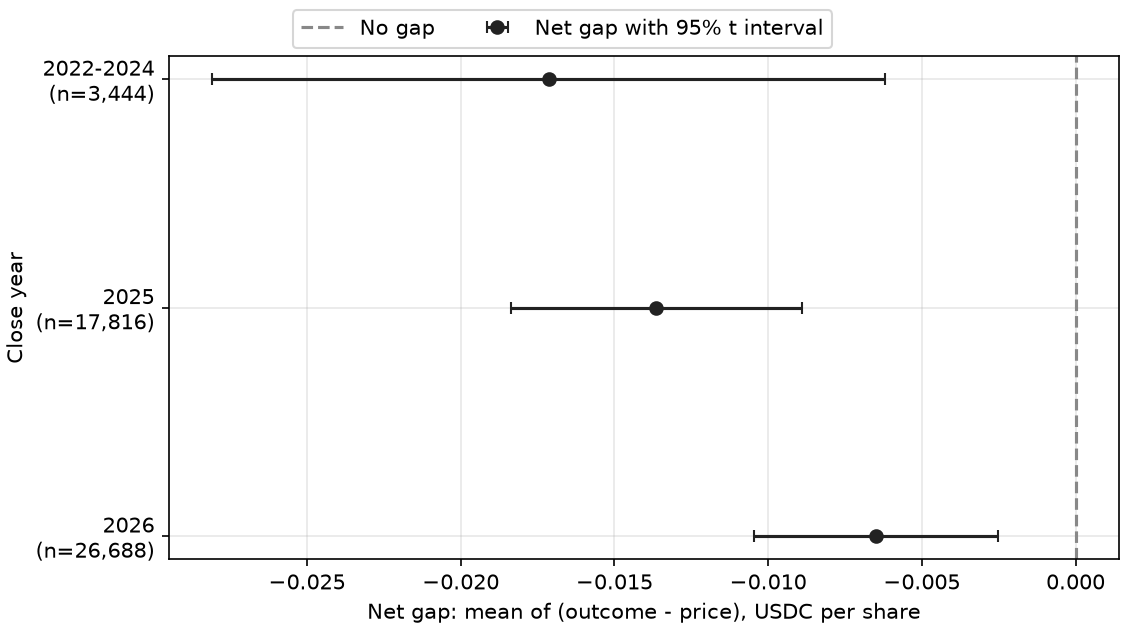 No gap
Net gap with 95% t interval
2022-2024
(n=3,444)
2025
(n=17,816)
2026
(n=26,688)
Close year
−0.025
−0.020
−0.015
−0.010
−0.005
0.000
Net gap: mean of (outcome - price), USDC per share